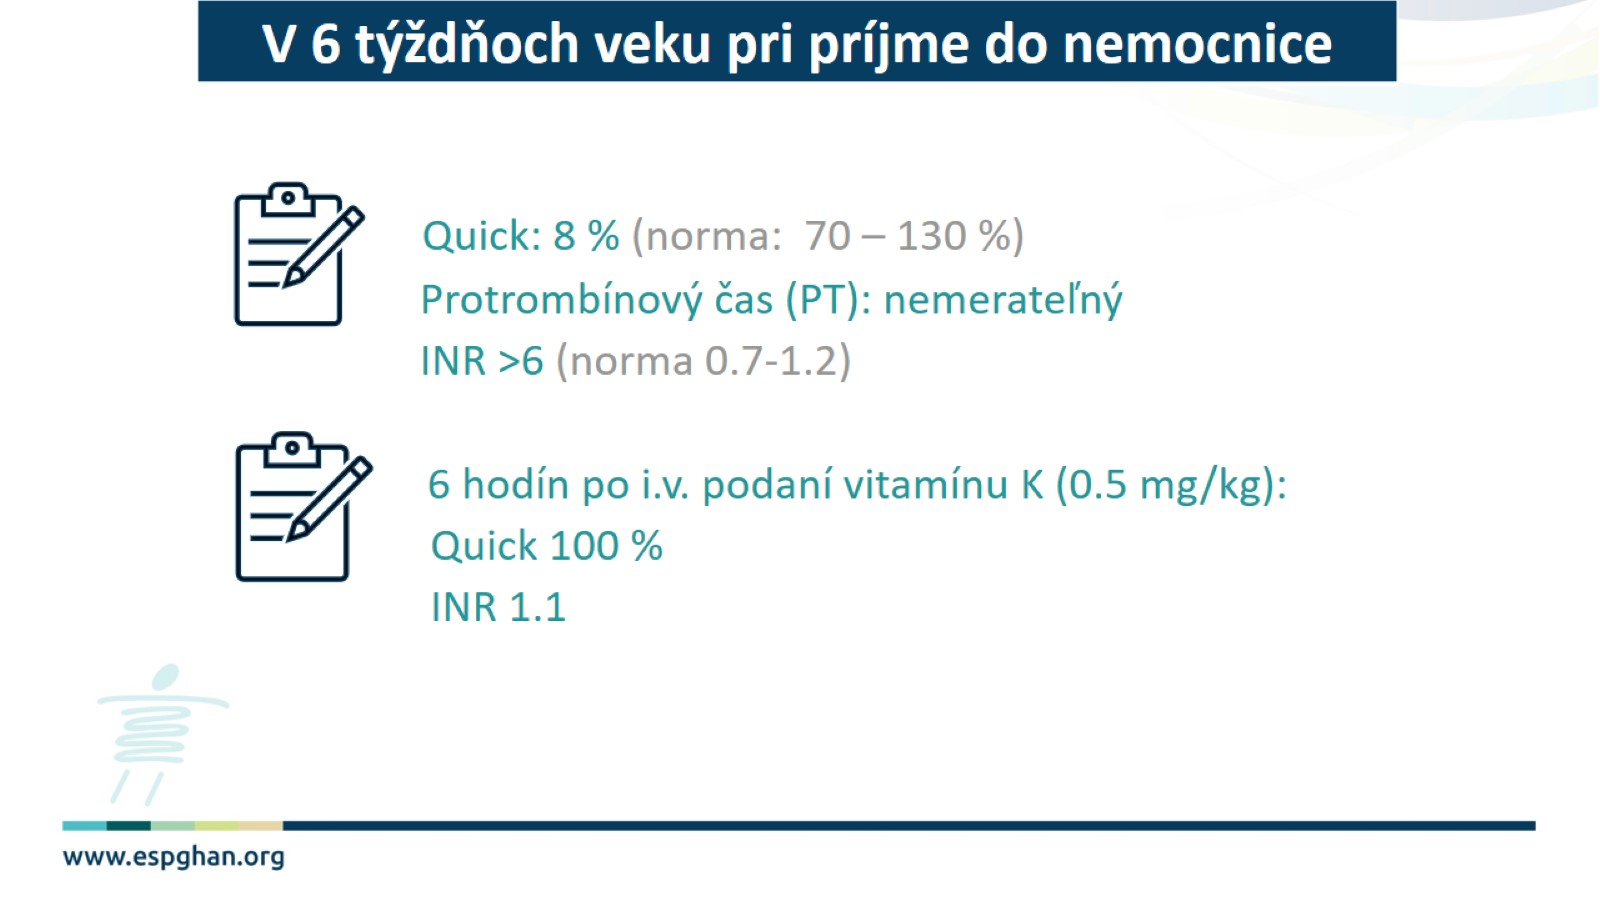 V 6 týždňoch veku pri príjme do nemocnice
Quick: 8 % (norma: 70 – 130 %)
Protrombínový čas (PT): nemerateľný
INR >6 (norma 0.7-1.2)
6 hodín po i.v. podaní vitamínu K (0.5 mg/kg):
Quick 100 %
INR 1.1
www.espghan.org